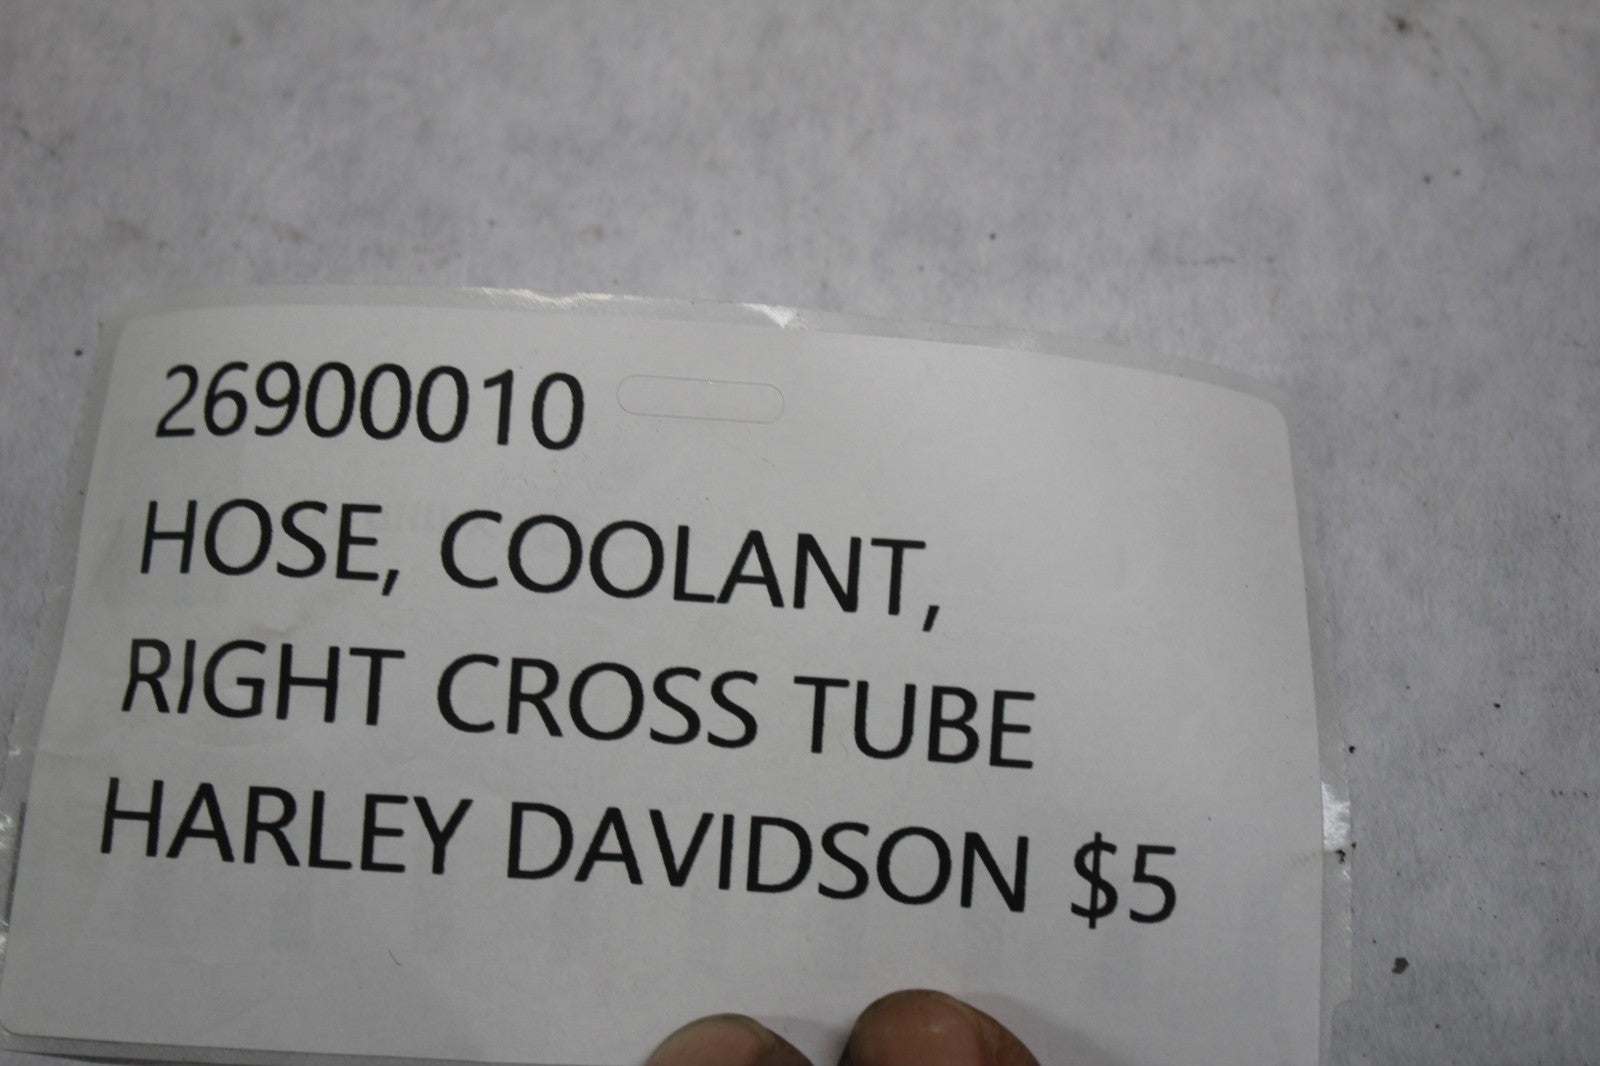 26900010
HOSE, COOLANT,
RIGHT CROSS TUBE
HARLEY DAVIDSON $5